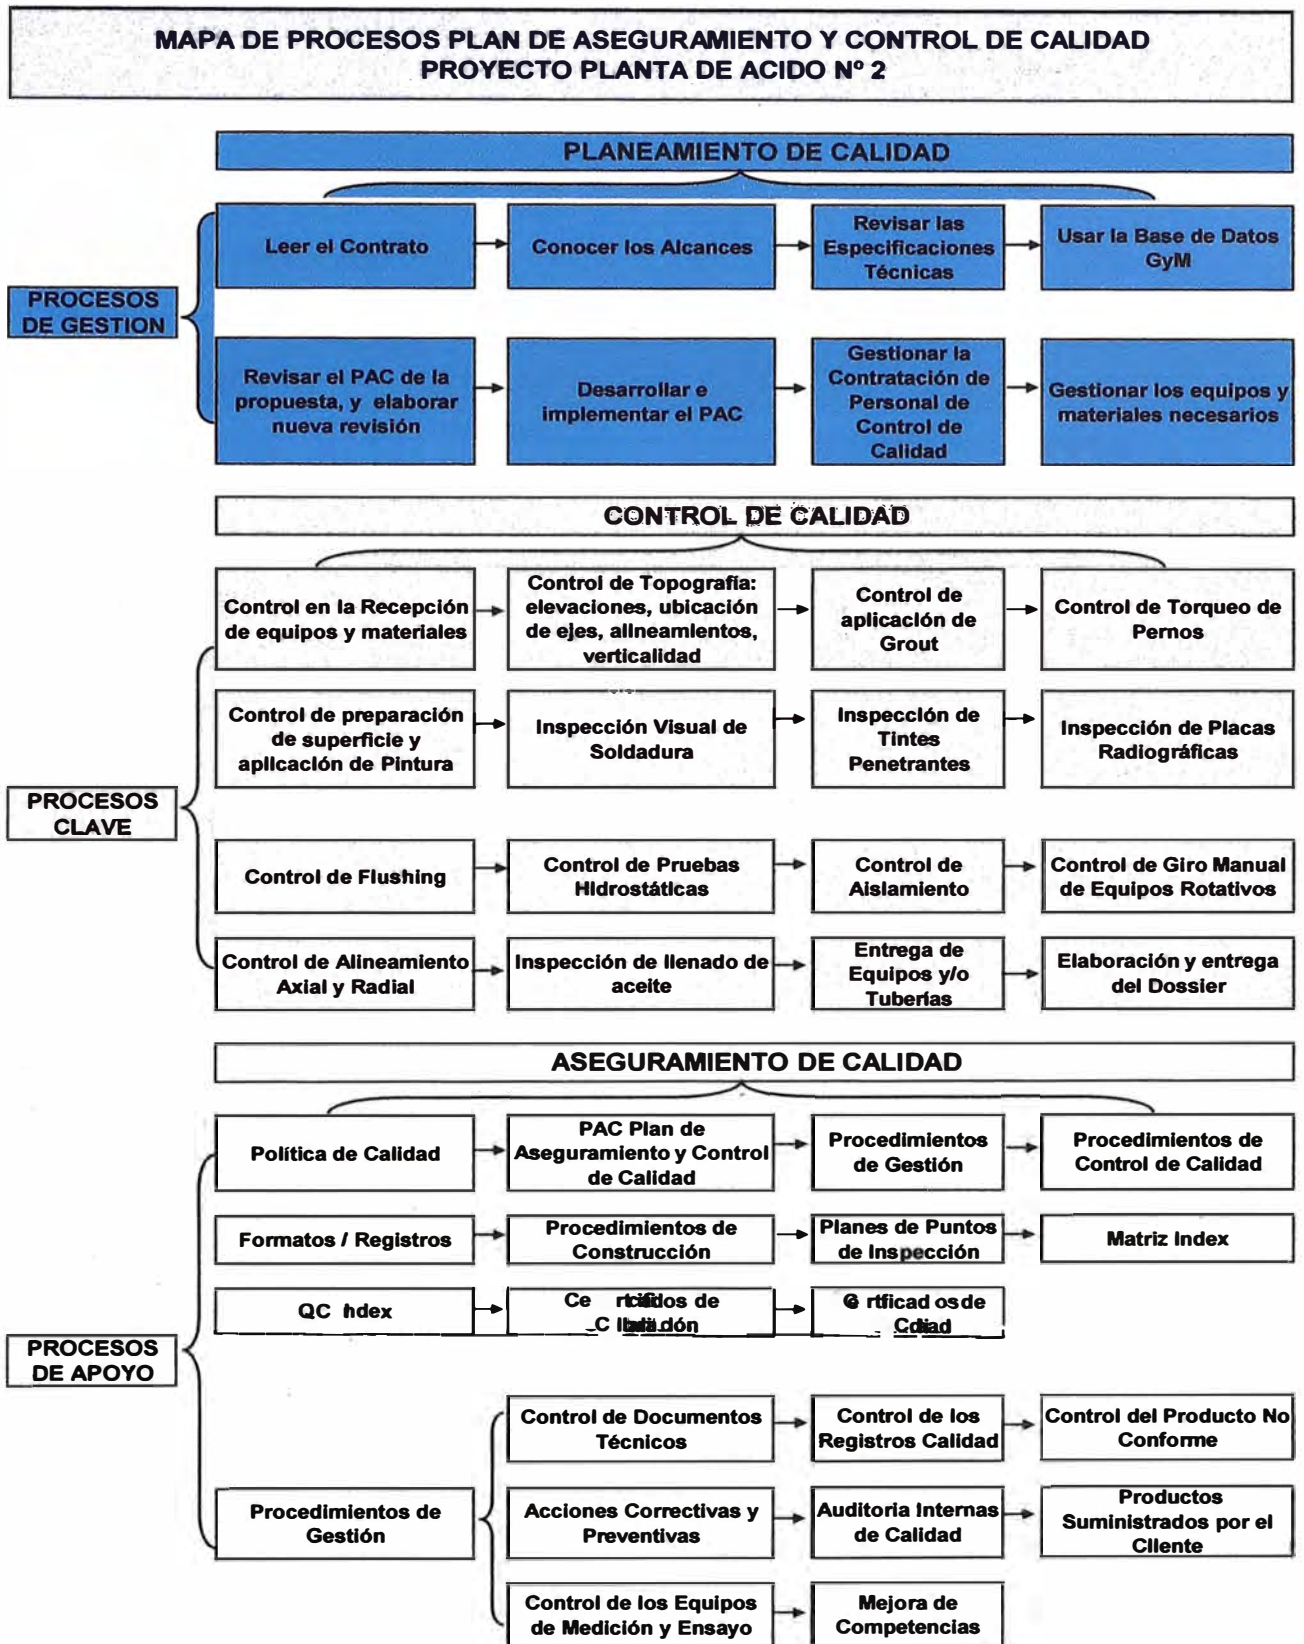 MAPA DE PROCESOS PLAN DE ASEGURAMIENTO Y CONTROL DE CALIDAD
PROYECTO PLANTA DE ACIDO Nº 2
PLANEAMIENTO DE CALIDAD
PROCESOS
DE GESTION
Leer el Contrato
Conocer los Alcances
Revisar las
Especificaciones
Técnicas
Usar la Base de Datos
GyM
Revisar el PAC de la
propuesta, y elaborar
nueva revisión
Desarrollar e
implementar el PAC
Gestionar la
Contratación de
Personal de
Control de
Calidad
Gestionar los equipos y
materiales necesarios
CONTROL DE CALIDAD
PROCESOS
CLAVE
Control en la Recepción
de equipos y materiales
Control de Topografía:
elevaciones, ubicación
de ejes, alineamientos,
verticalidad
Control de
aplicación de
Grout
Control de Torqueo de
Pernos
Control de preparación
de superficie y
aplicación de Pintura
Inspección Visual de
Soldadura
Inspección de
Tintes
Penetrantes
Inspección de Placas
Radiográficas
Control de Flushing
Control de Pruebas
Hidrostáticas
Control de
Aislamiento
Control de Giro Manual
de Equipos Rotativos
Control de Alineamiento
Axial y Radial
Inspección de llenado de
aceite
Entrega de
Equipos y/o
Tuberías
Elaboración y entrega
del Dossier
ASEGURAMIENTO DE CALIDAD
PROCESOS
DE APOYO
Política de Calidad
PAC Plan de
Aseguramiento y Control
de Calidad
Procedimientos
de Gestión
Procedimientos de
Control de Calidad
Formatos / Registros
Procedimientos de
Construcción
Planes de Puntos
de Inspección
Matriz Index
QC
de
de
Procedimientos de
Gestión
Control de Documentos
Técnicos
Control de los
Registros Calidad
Control del Producto No
Conforme
Acciones Correctivas y
Preventivas
Auditoria Internas
de Calidad
Productos
Suministrados por el
Cliente
Control de los Equipos
de Medición y Ensayo
Mejora de
Competencias